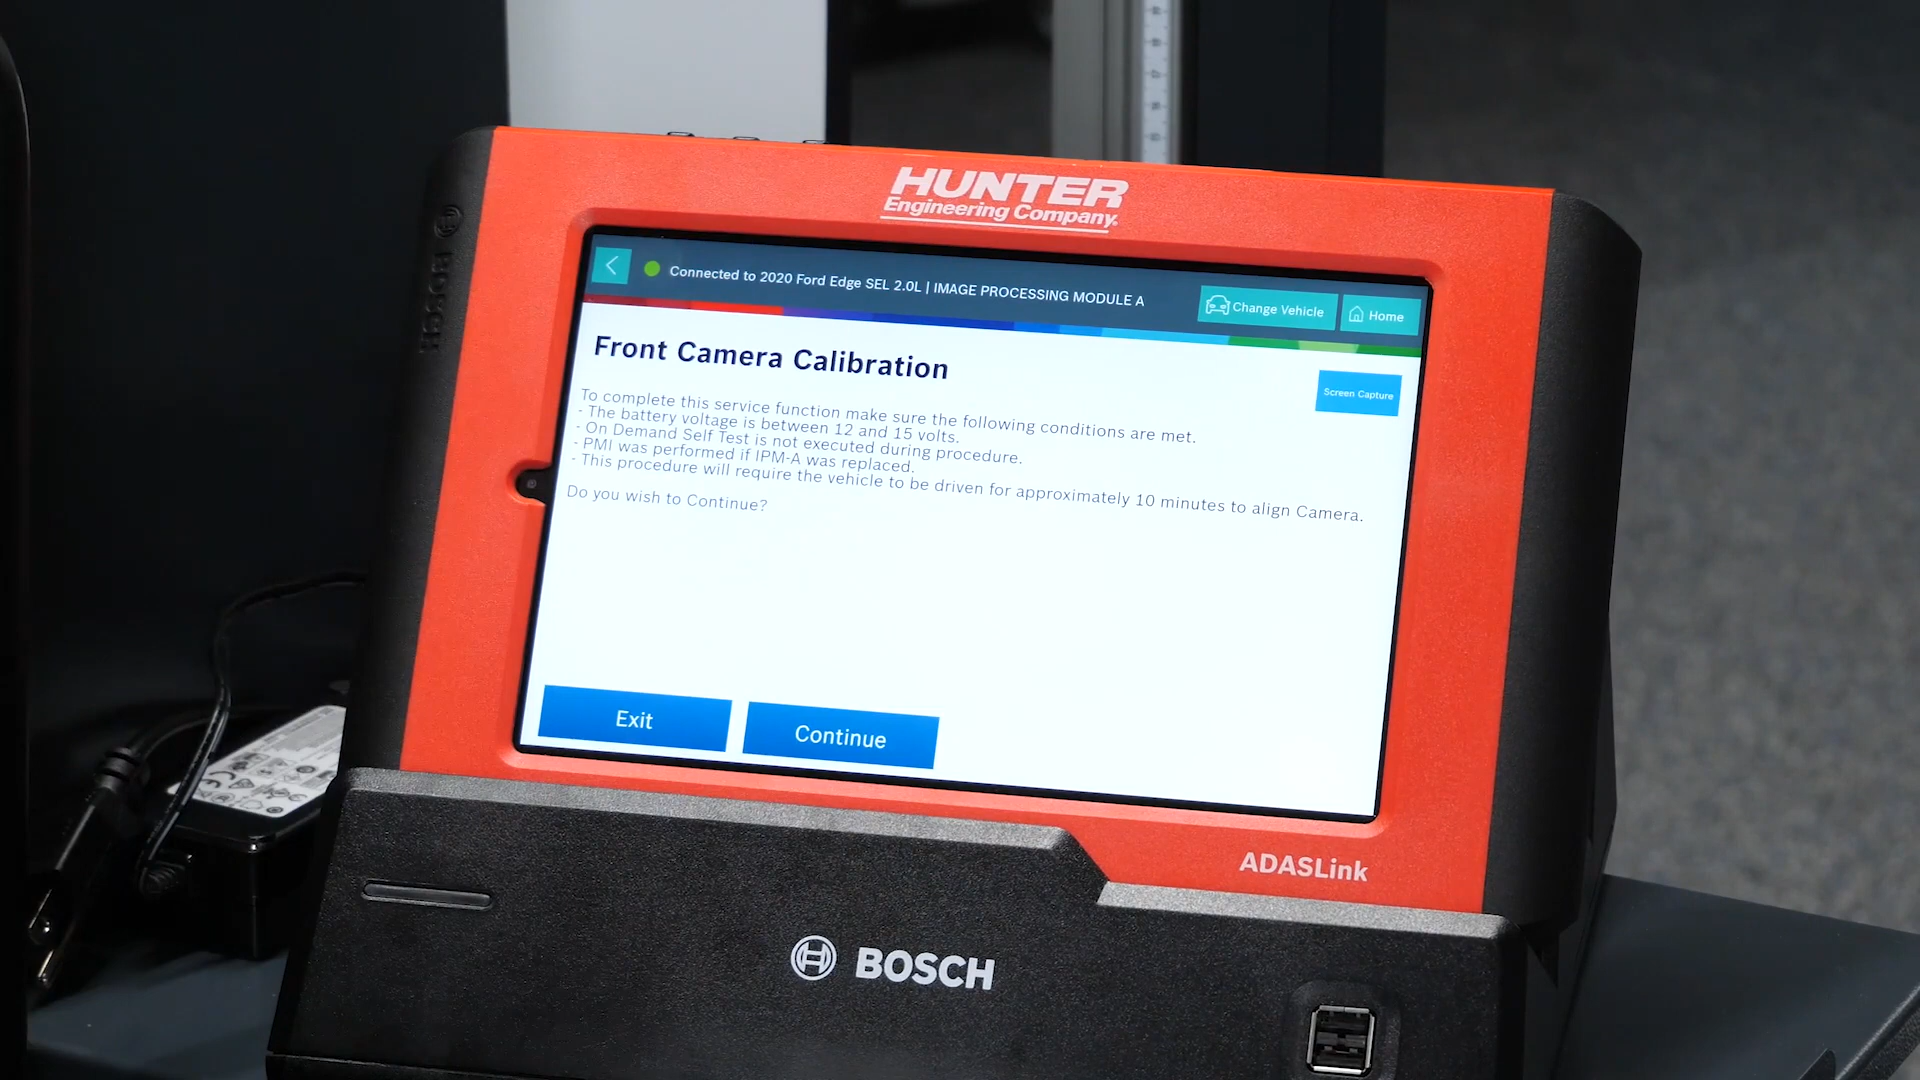 HUNTER
Engineering Company
BOSCH
Connected to 2020 Ford Edge SEL 2.0L | IMAGE PROCESSING MODULE A
Change Vehicle
Home
Front Camera Calibration
Screen Capture
To complete this service function make sure the following conditions are met.
- The battery voltage is between 12 and 15 volts.
- On Demand Self Test is not executed during procedure.
- PMI was performed if IPM-A was replaced.
- This procedure will require the vehicle to be driven for approximately 10 minutes to align Camera.
Do you wish to Continue?
Exit
Continue
ADASLink
BOSCH